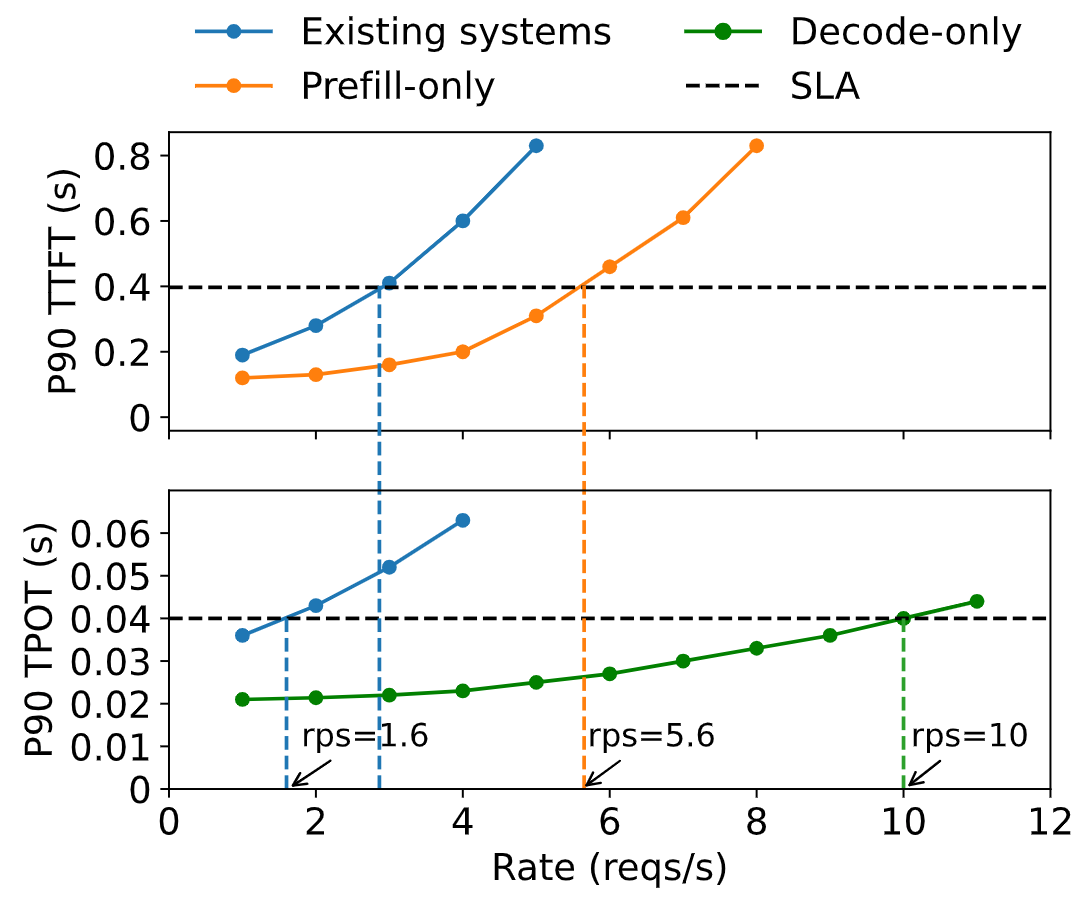 Existing systems
Decode-only
Prefill-only
SLA
P90 TTFT (s)
0.8
0.6
0.4
0.2
0
P90 TPOT (s)
0.06
0.05
0.04
0.03
0.02
0.01
0
rps=1.6
rps=5.6
rps=10
0 2 4 6 8 10 12
Rate (reqs/s)